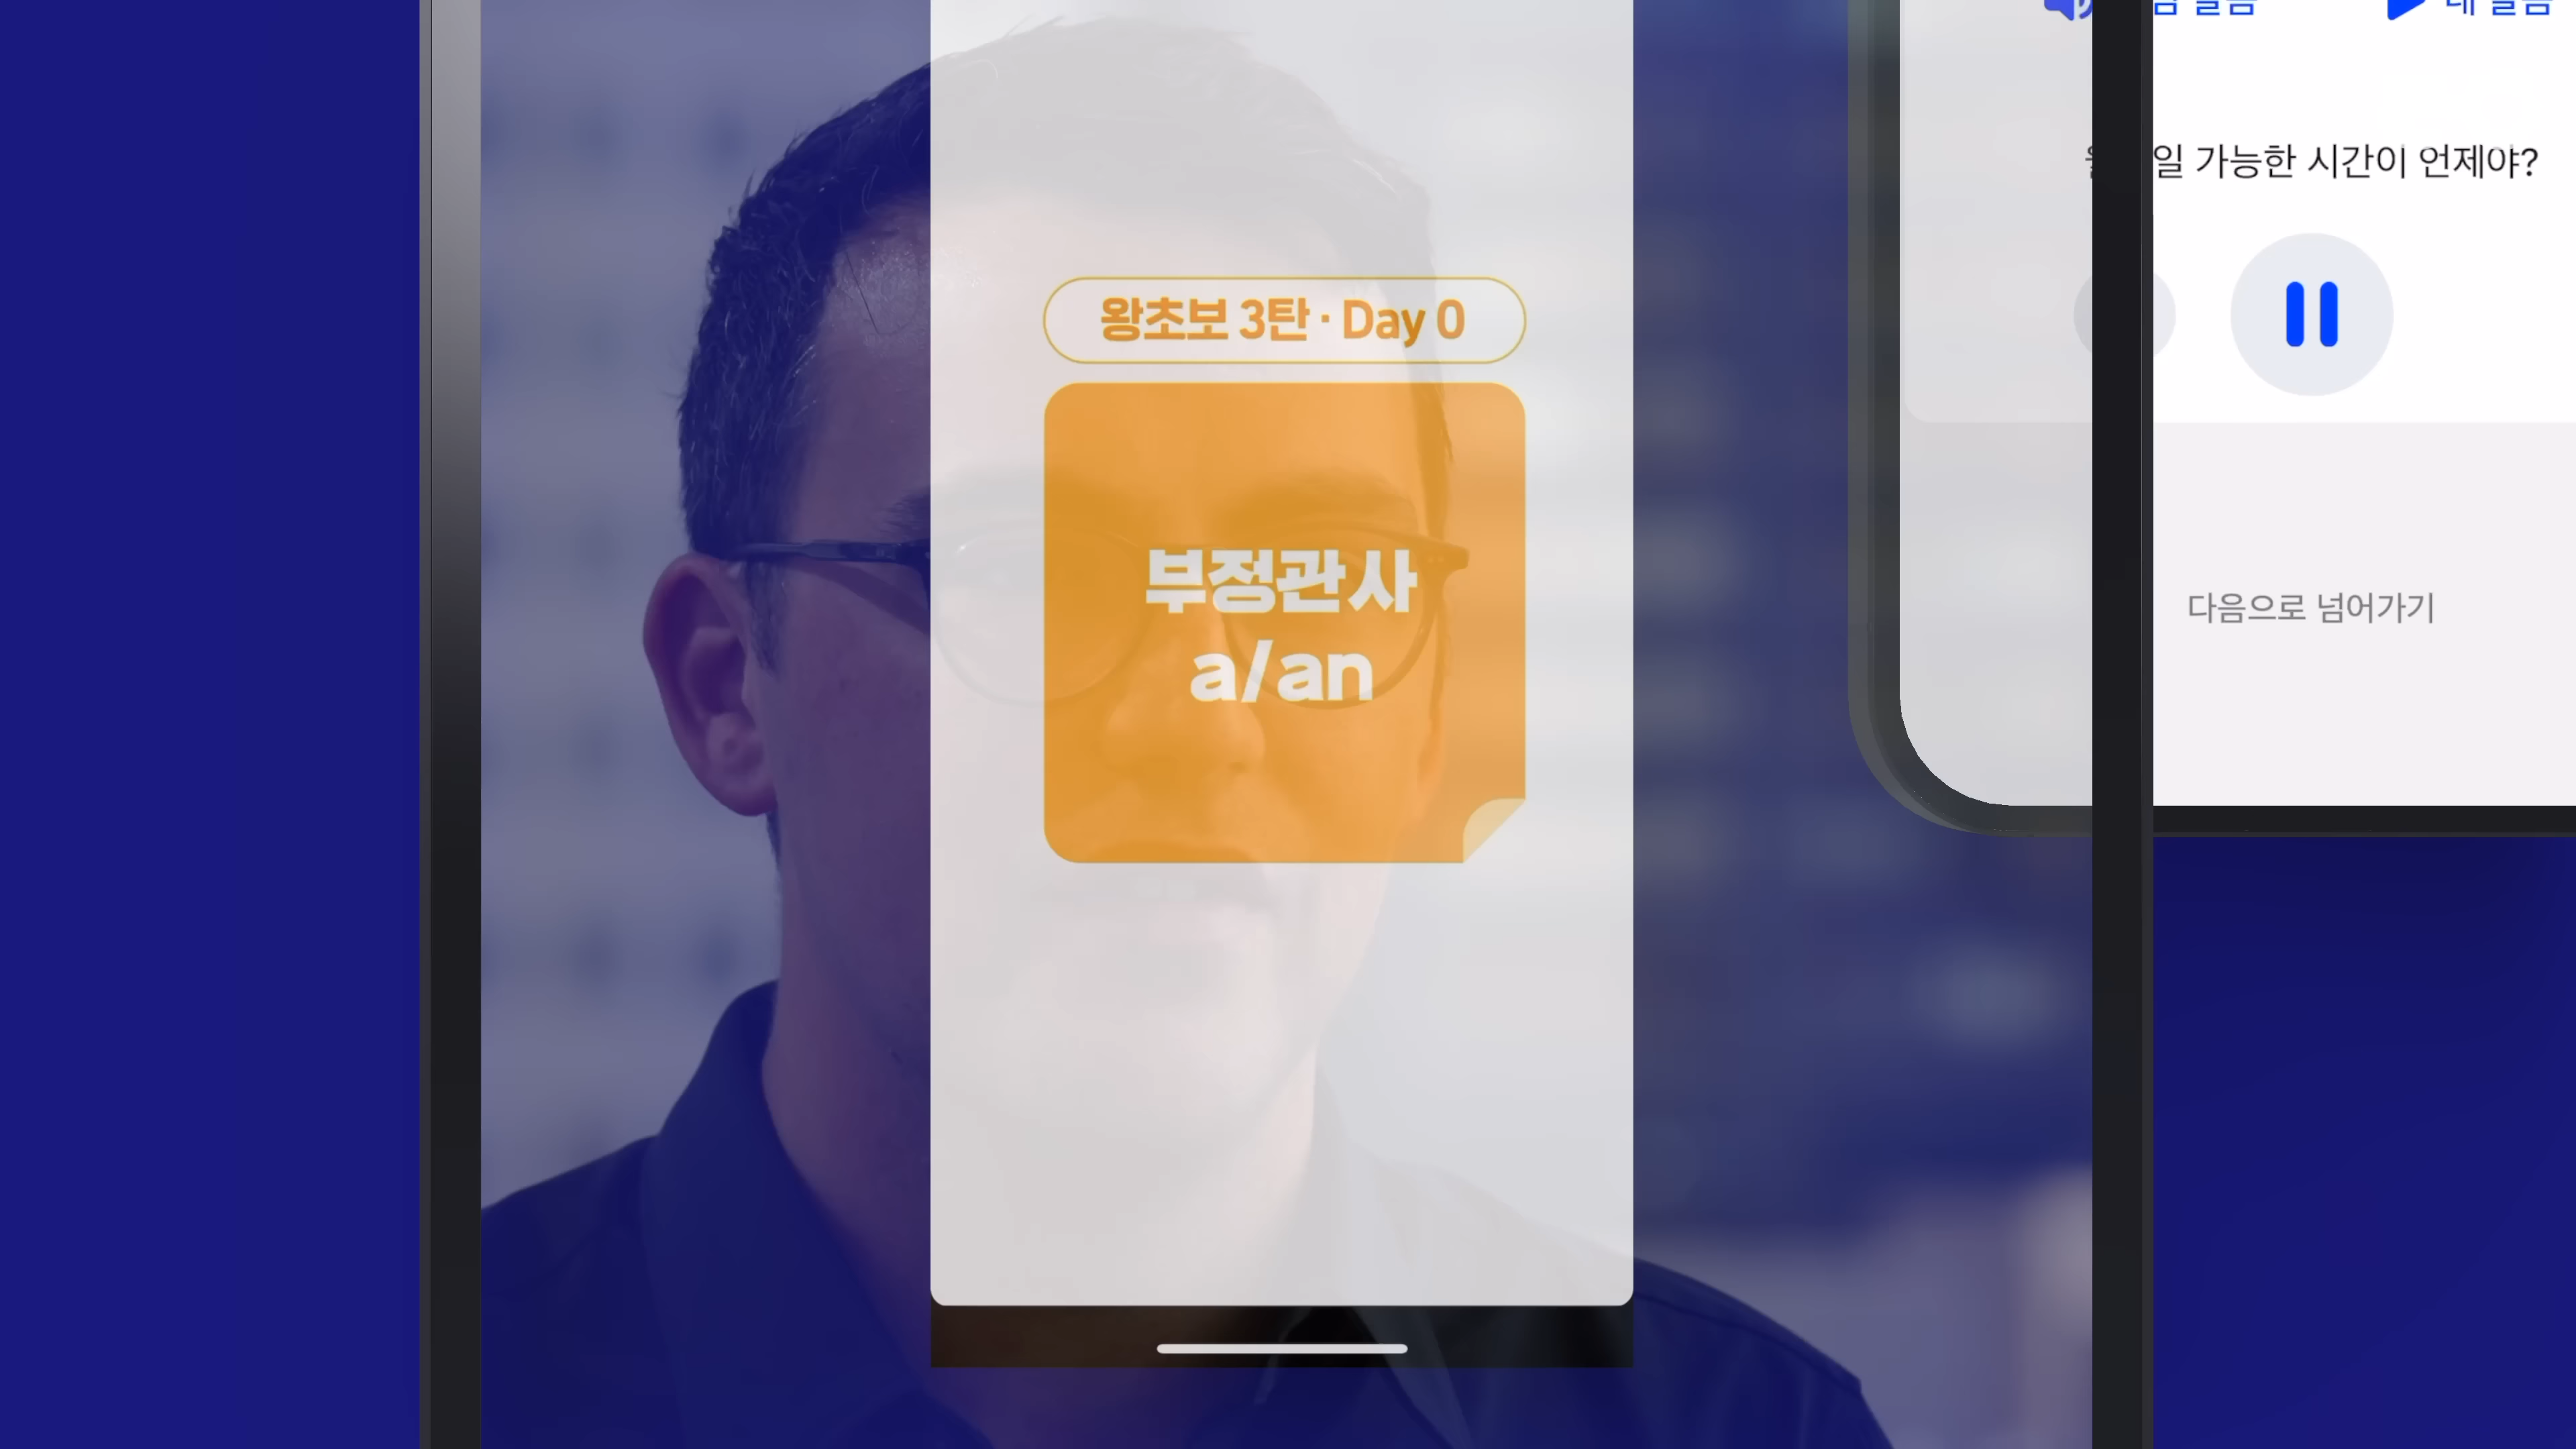 왕초보 3탄 · Day 0
부정관사
a/an
일 가능한 시간이 언제야?
다음으로 넘어가기